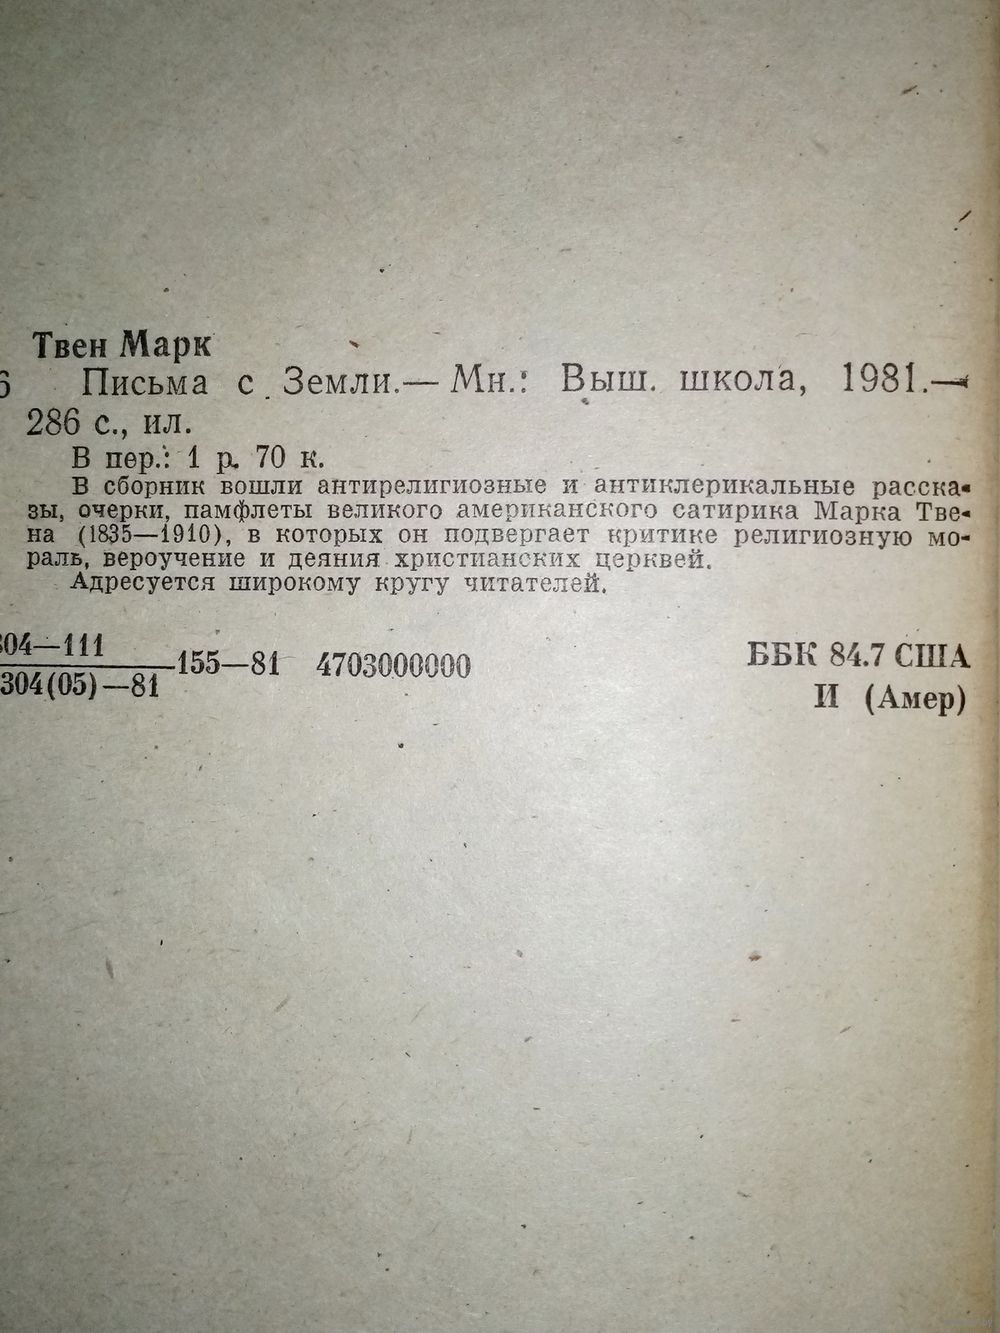 Твен Марк
6 Письма с Земли.— Мн.: Выш. школа, 1981.—
286 с., ил.
В пер.: 1 р. 70 к.
В сборник вошли антирелигиозные и антиклерикальные расска-
зы, очерки, памфлеты великого американского сатирика Марка Тве-
на (1835—1910), в которых он подвергает критике религиозную мо-
раль, вероучение и деяния христианских церквей.
Адресуется широкому кругу читателей.
304—111
304(05)—81
155—81 4703000000
ББК 84.7 США
И (Амер)